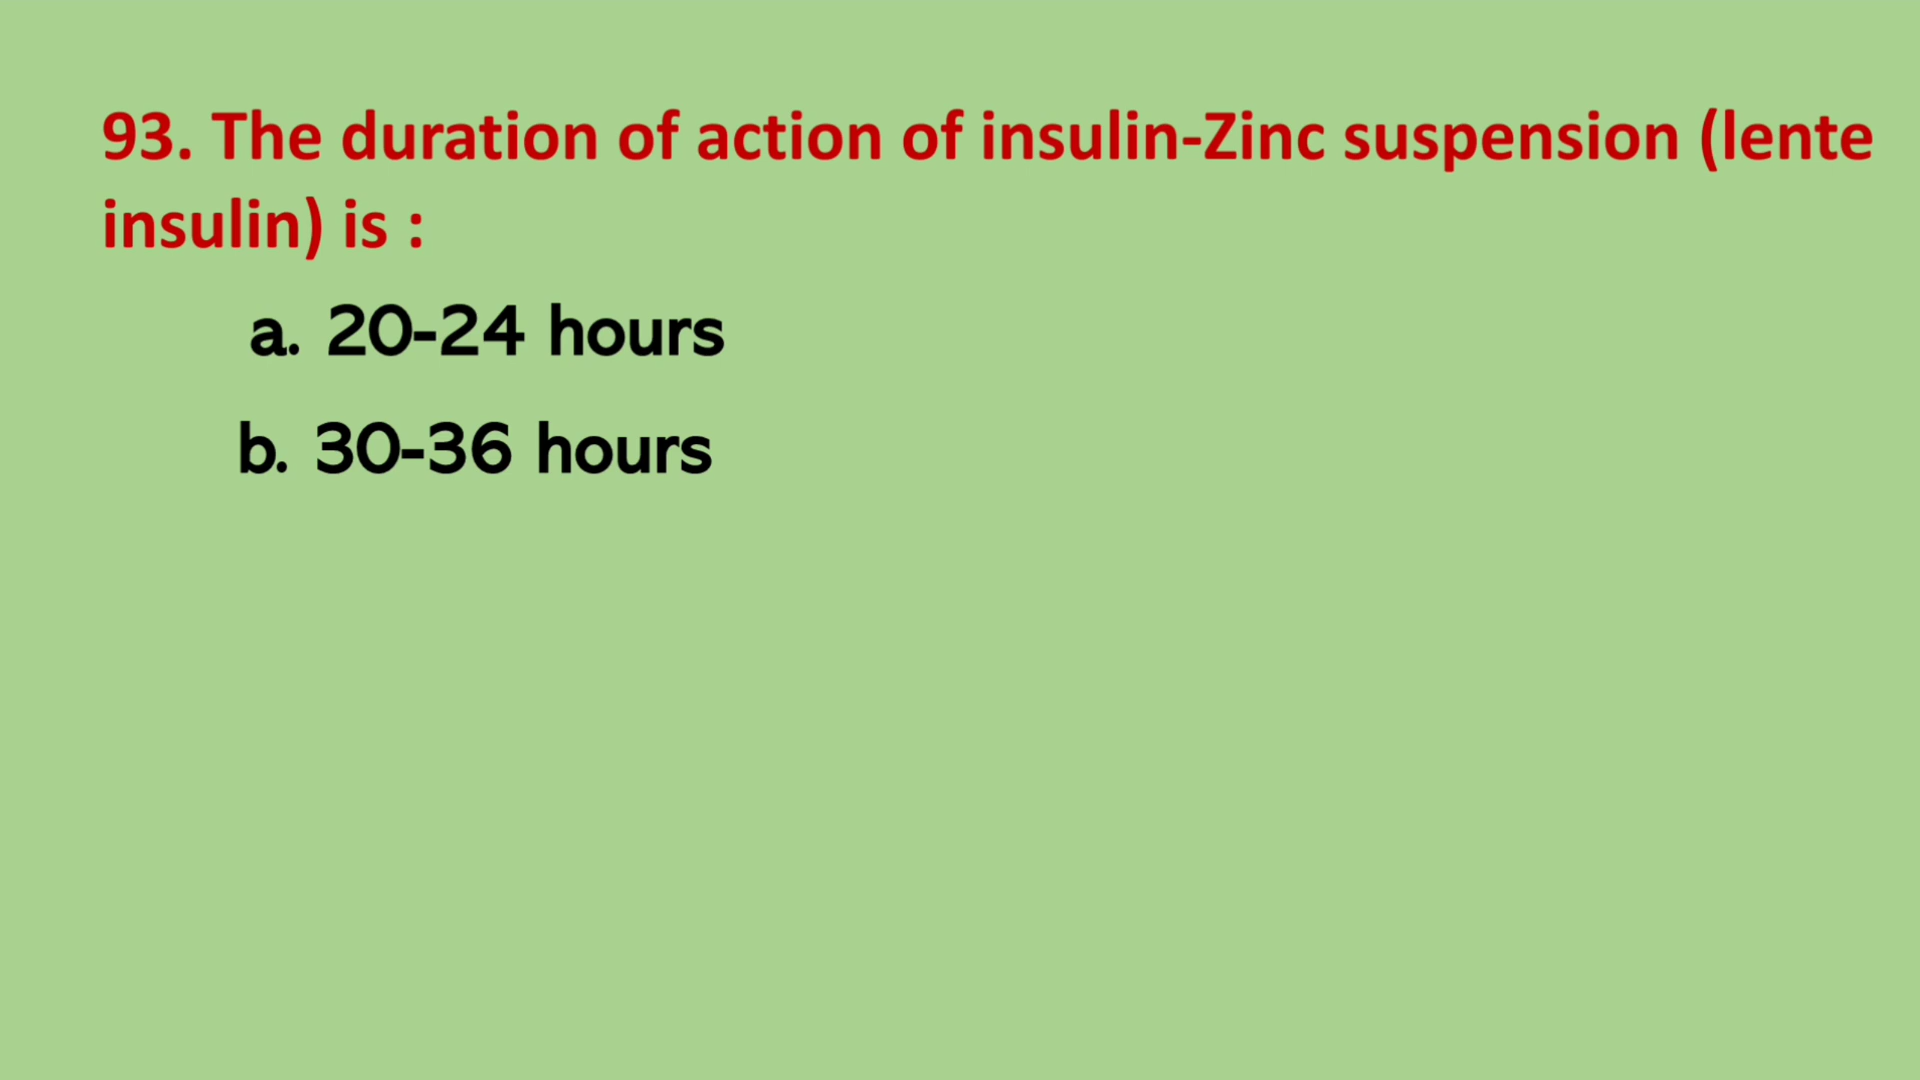 93. The duration of action of insulin-Zinc suspension (lente
insulin) is :
a. 20-24 hours
b. 30-36 hours